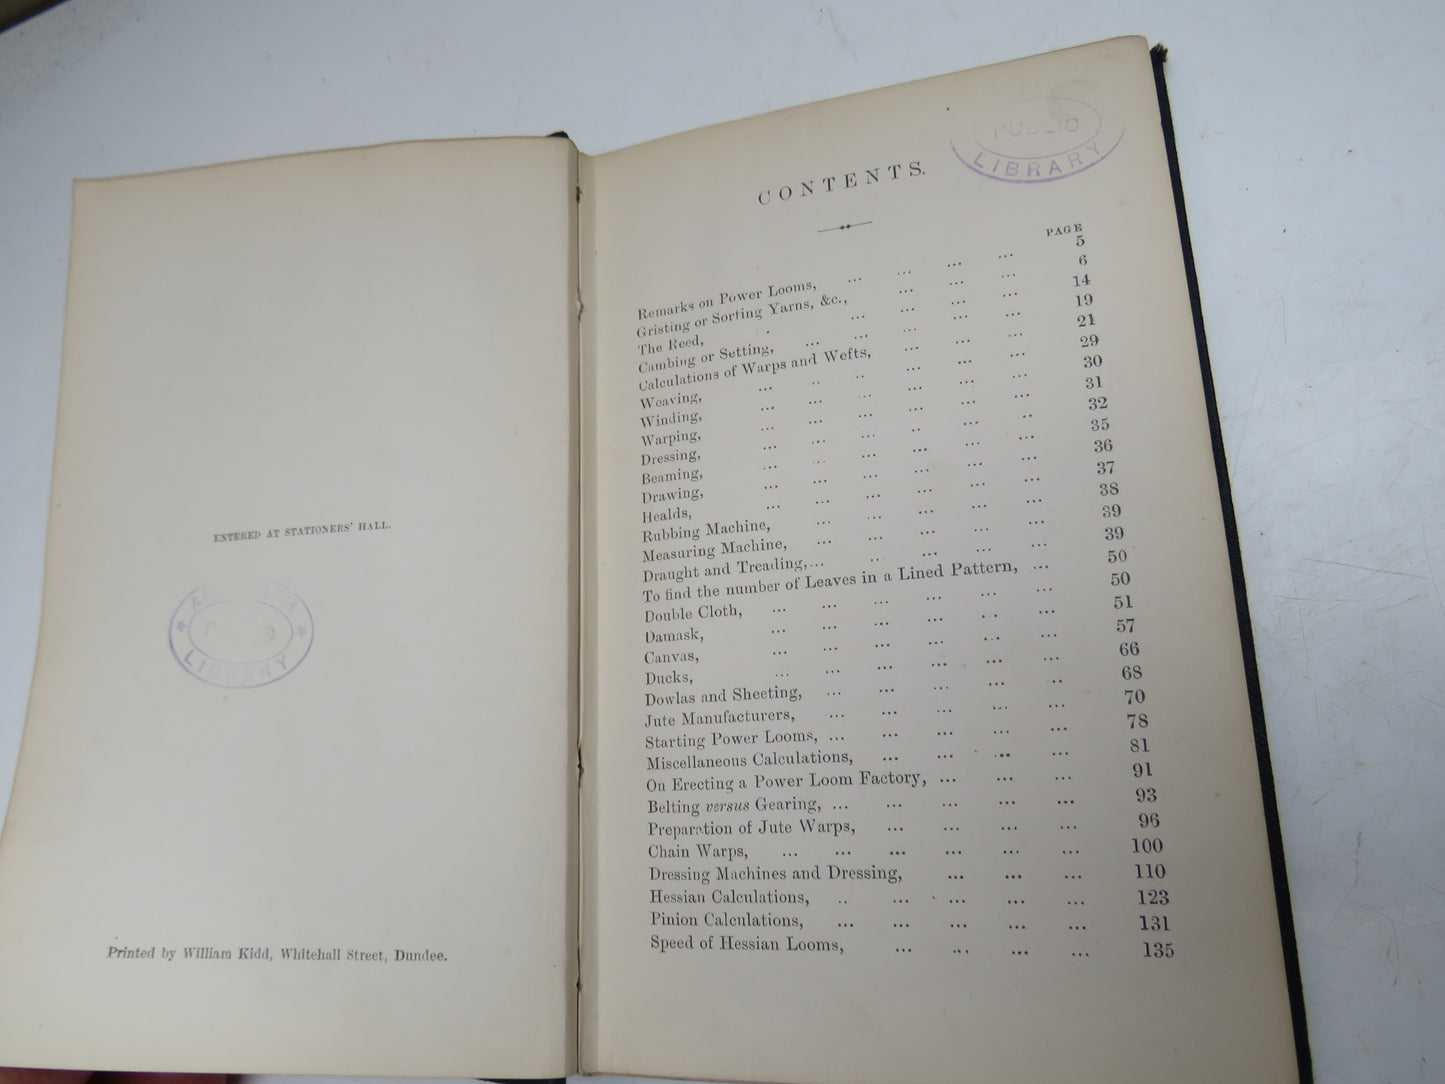 ENTERED AT STATIONERS' HALL.
LIBRARY
Printed by William Kidd, Whitehall Street, Dundee.
PUBLIC
LIBRARY
CONTENTS.
PAGE
Remarks on Power Looms, ... ... ... ... 5
Gristing or Sorting Yarns, &c., ... ... ... 6
The Reed, ... ... ... ... 14
Cambing or Setting, ... ... ... ... 19
Calculations of Warps and Wefts, ... ... ... 21
Weaving, ... ... ... ... ... ... 29
Winding, ... ... ... ... ... ... 30
Warping, ... ... ... ... ... ... 31
Dressing, ... ... ... ... ... ... 32
Beaming, ... ... ... ... ... ... 35
Drawing, ... ... ... ... ... ... 36
Healds, ... ... ... ... ... ... 37
Rubbing Machine, ... ... ... ... ... 38
Measuring Machine, ... ... ... ... ... 39
Draught and Treading,... ... ... ... ... 39
To find the number of Leaves in a Lined Pattern, ... 50
Double Cloth, ... ... ... ... ... ... 50
Damask, ... ... ... ... ... ... 51
Canvas, ... ... ... ... ... ... 57
Ducks, ... ... ... ... ... ... 66
Dowlas and Sheeting, ... ... ... ... ... 68
Jute Manufacturers, ... ... ... ... ... 70
Starting Power Looms, ... ... ... ... ... 78
Miscellaneous Calculations, ... ... ... ... 81
On Erecting a Power Loom Factory, ... ... ... 91
Belting versus Gearing, ... ... ... ... ... 93
Preparation of Jute Warps, ... ... ... ... 96
Chain Warps, ... ... ... ... ... ... 100
Dressing Machines and Dressing, ... ... ... 110
Hessian Calculations, ... ... ... ... ... 123
Pinion Calculations, ... ... ... ... ... 131
Speed of Hessian Looms, ... ... ... ... 135